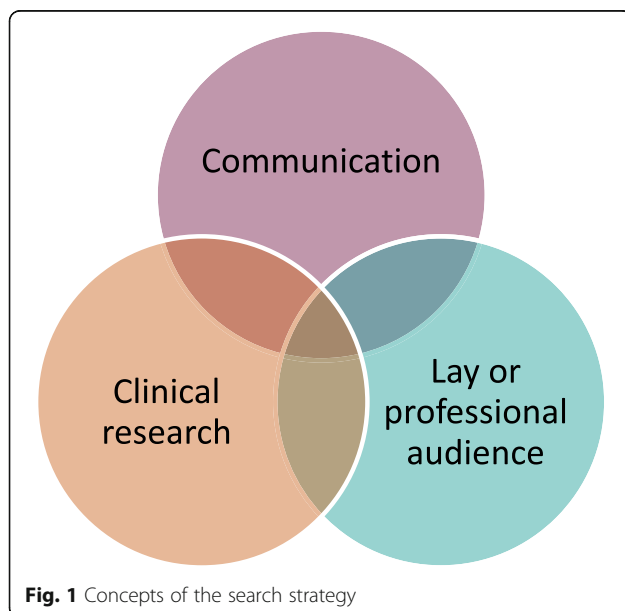 Communication
Clinical
research
Lay or
professional
audience
Fig. 1 Concepts of the search strategy